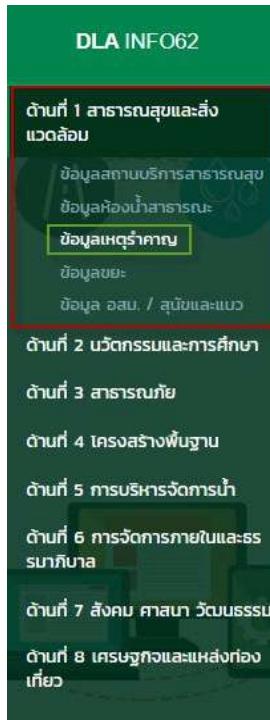 DLA INFO62
ด้านที่ 1 สาธารณสุขและสิ่ง
แวดล้อม
ข้อมูลสถานบริการสาธารณสุข
ข้อมูลห้องน้ำสาธารณะ
ข้อมูลเหตุรำคาญ
ข้อมูลขยะ
ข้อมูล อสม. / สุนัขและแมว
ด้านที่ 2 นวัตกรรมและการศึกษา
ด้านที่ 3 สาธารณภัย
ด้านที่ 4 โครงสร้างพื้นฐาน
ด้านที่ 5 การบริหารจัดการน้ำ
ด้านที่ 6 การจัดการภายในและธร
รมาภิบาล
ด้านที่ 7 สังคม ศาสนา วัฒนธรรม
ด้านที่ 8 เศรษฐกิจและแหล่งท่อง
เที่ยว